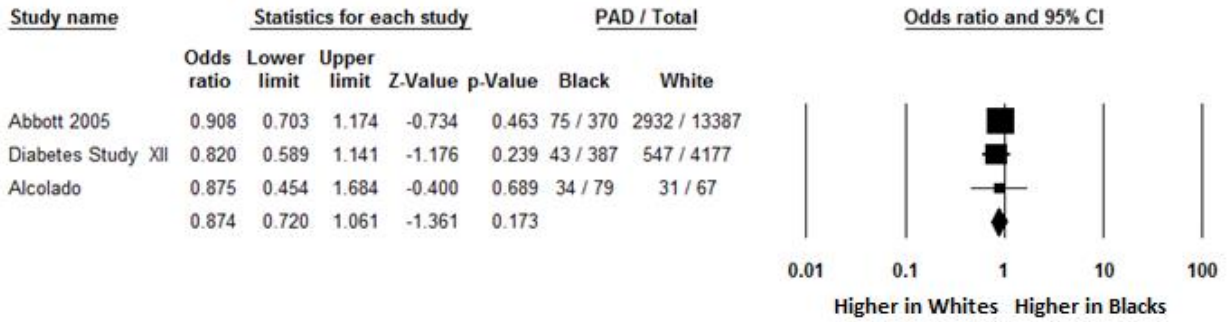 Study name Statistics for each study PAD / Total Odds ratio and 95% CI
Odds Lower Upper
ratio limit limit Z-Value p-Value Black White
Abbott 2005 0.908 0.703 1.174 -0.734 0.463 75 / 370 2932 / 13387
Diabetes Study XII 0.820 0.589 1.141 -1.176 0.239 43 / 387 547 / 4177
Alcolado 0.875 0.454 1.684 -0.400 0.689 34 / 79 31 / 67
0.874 0.720 1.061 -1.361 0.173
0.01 0.1 1 10 100
Higher in Whites Higher in Blacks